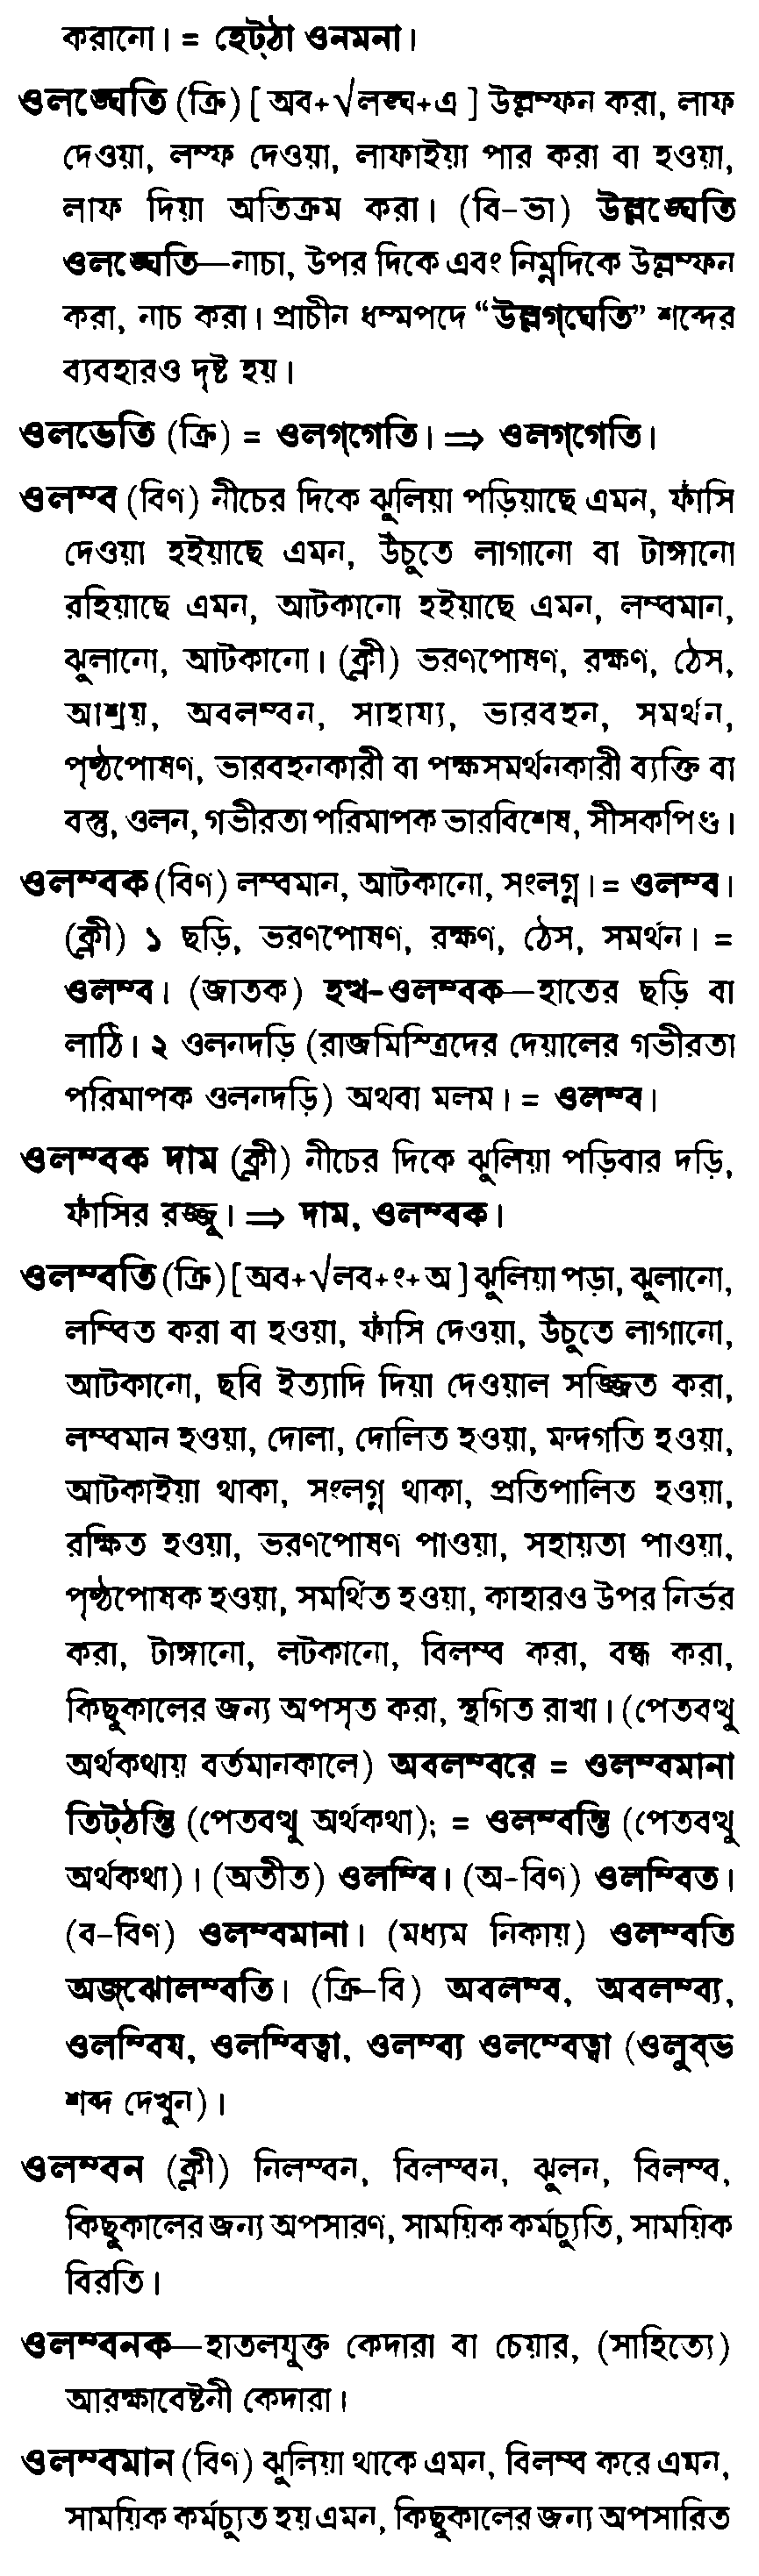 করানো। = হেট্‌ঠা ওনমনা।
ওলঙ্ঘেতি (ক্রি) [ অব+√লঙ্ঘ+এ ] উল্লম্ফন করা, লাফ
দেওয়া, লম্ফ দেওয়া, লাফাইয়া পার করা বা হওয়া,
লাফ দিয়া অতিক্রম করা। (বি-ভা) উল্লঙ্ঘেতি
ওলঙ্ঘেতি—নাচা, উপর দিকে এবং নিম্নদিকে উল্লম্ফন
করা, নাচ করা। প্রাচীন ধম্মপদে “উল্লগ্ঘেতি” শব্দের
ব্যবহারও দৃষ্ট হয়।
ওলভেতি (ক্রি) = ওলগ্‌গেতি। ⇒ ওলগ্‌গেতি।
ওলম্ব (বিণ) নীচের দিকে ঝুলিয়া পড়িয়াছে এমন, ফাঁসি
দেওয়া হইয়াছে এমন, উঁচুতে লাগানো বা টাঙ্গানো
রহিয়াছে এমন, আটকানো হইয়াছে এমন, লম্বমান,
ঝুলানো, আটকানো। (ক্লী) ভরণপোষণ, রক্ষণ, ঠেস,
আশ্রয়, অবলম্বন, সাহায্য, ভারবহন, সমর্থন,
পৃষ্ঠপোষণ, ভারবহনকারী বা পক্ষসমর্থনকারী ব্যক্তি বা
বস্তু, ওলন, গভীরতা পরিমাপক ভারবিশেষ, সীসকপিণ্ড।
ওলম্বক (বিণ) লম্বমান, আটকানো, সংলগ্ন। = ওলম্ব।
(ক্লী) ১ ছড়ি, ভরণপোষণ, রক্ষণ, ঠেস, সমর্থন। =
ওলম্ব। (জাতক) হত্থ-ওলম্বক—হাতের ছড়ি বা
লাঠি। ২ ওলনদড়ি (রাজমিস্ত্রিদের দেয়ালের গভীরতা
পরিমাপক ওলনদড়ি) অথবা মলম। = ওলম্ব।
ওলম্বক দাম (ক্লী) নীচের দিকে ঝুলিয়া পড়িবার দড়ি,
ফাঁসির রজ্জু। ⇒ দাম, ওলম্বক।
ওলম্বতি (ক্রি) [ অব+√লব+ং+অ ] ঝুলিয়া পড়া, ঝুলানো,
লম্বিত করা বা হওয়া, ফাঁসি দেওয়া, উঁচুতে লাগানো,
আটকানো, ছবি ইত্যাদি দিয়া দেওয়াল সজ্জিত করা,
লম্বমান হওয়া, দোলা, দোলিত হওয়া, মন্দগতি হওয়া,
আটকাইয়া থাকা, সংলগ্ন থাকা, প্রতিপালিত হওয়া,
রক্ষিত হওয়া, ভরণপোষণ পাওয়া, সহায়তা পাওয়া,
পৃষ্ঠপোষক হওয়া, সমর্থিত হওয়া, কাহারও উপর নির্ভর
করা, টাঙ্গানো, লটকানো, বিলম্ব করা, বন্ধ করা,
কিছুকালের জন্য অপসৃত করা, স্থগিত রাখা। (পেতবত্থু
অর্থকথায় বর্তমানকালে) অবলম্বরে = ওলম্বমানা
তিট্‌ঠন্তি (পেতবত্থু অর্থকথা); = ওলম্বন্তি (পেতবত্থু
অর্থকথা)। (অতীত) ওলম্বি। (অ-বিণ) ওলম্বিত।
(ব-বিণ) ওলম্বমানা। (মধ্যম নিকায়) ওলম্বতি
অজ্‌ঝোলম্বতি। (ক্রি-বি) অবলম্ব, অবলম্ব্য,
ওলম্বিয, ওলম্বিত্বা, ওলম্ব্য ওলম্বেত্বা (ওলুব্‌ভ
শব্দ দেখুন)।
ওলম্বন (ক্লী) নিলম্বন, বিলম্বন, ঝুলন, বিলম্ব,
কিছুকালের জন্য অপসারণ, সাময়িক কর্মচ্যুতি, সাময়িক
বিরতি।
ওলম্বনক—হাতলযুক্ত কেদারা বা চেয়ার, (সাহিত্যে)
আরক্ষাবেষ্টনী কেদারা।
ওলম্বমান (বিণ) ঝুলিয়া থাকে এমন, বিলম্ব করে এমন,
সাময়িক কর্মচ্যুত হয় এমন, কিছুকালের জন্য অপসারিত